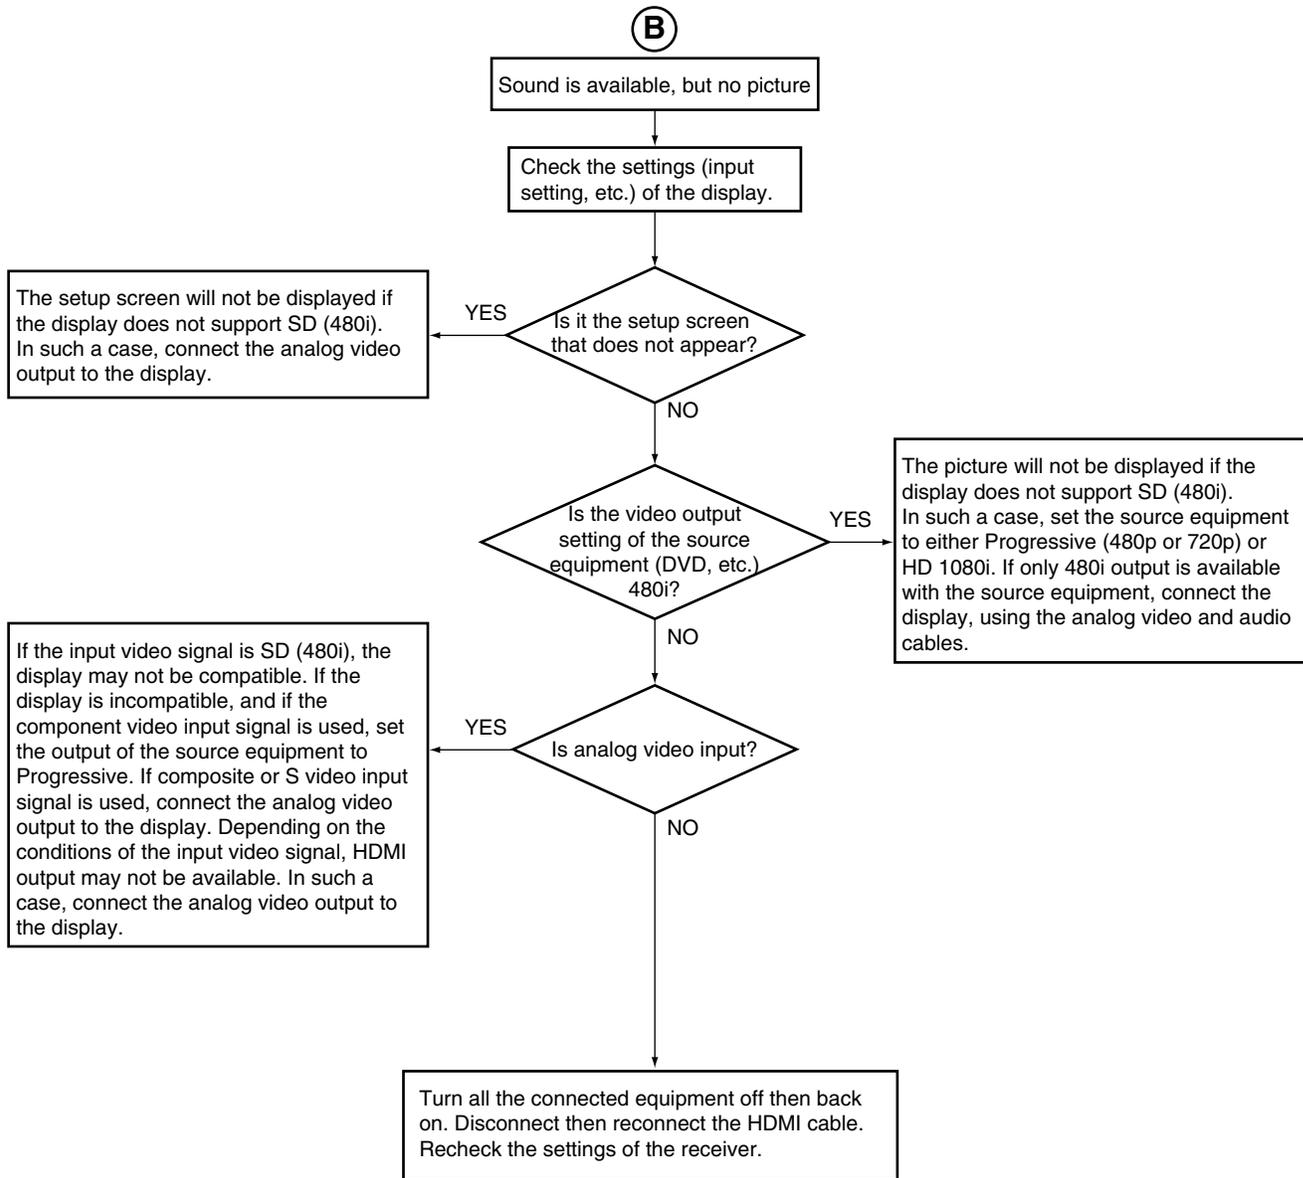 B
Sound is available, but no picture
Check the settings (input
setting, etc.) of the display.
Is it the setup screen
that does not appear?
YES
The setup screen will not be displayed if
the display does not support SD (480i).
In such a case, connect the analog video
output to the display.
NO
Is the video output
setting of the source
equipment (DVD, etc.)
480i?
YES
The picture will not be displayed if the
display does not support SD (480i).
In such a case, set the source equipment
to either Progressive (480p or 720p) or
HD 1080i. If only 480i output is available
with the source equipment, connect the
display, using the analog video and audio
cables.
NO
Is analog video input?
YES
If the input video signal is SD (480i), the
display may not be compatible. If the
display is incompatible, and if the
component video input signal is used, set
the output of the source equipment to
Progressive. If composite or S video input
signal is used, connect the analog video
output to the display. Depending on the
conditions of the input video signal, HDMI
output may not be available. In such a
case, connect the analog video output to
the display.
NO
Turn all the connected equipment off then back
on. Disconnect then reconnect the HDMI cable.
Recheck the settings of the receiver.